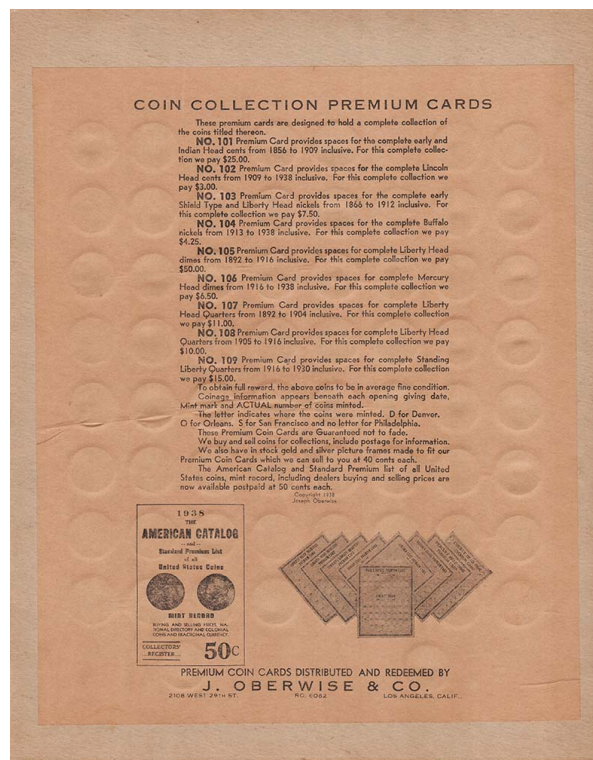 COIN COLLECTION PREMIUM CARDS
These premium cards are designed to hold a complete collection of
the coins titled thereon.
NO. 101 Premium Card provides spaces for the complete early and
Indian Head cents from 1856 to 1909 inclusive. For this complete collec-
tion we pay $25.00.
NO. 102 Premium Card provides spaces for the complete Lincoln
Head cents from 1909 to 1938 inclusive. For this complete collection we
pay $3.00.
NO. 103 Premium Card provides spaces for the complete early
Shield Type and Liberty Head nickels from 1866 to 1912 inclusive. For
this complete collection we pay $7.50.
NO. 104 Premium Card provides spaces for the complete Buffalo
nickels from 1913 to 1938 inclusive. For this complete collection we pay
$4.25.
NO. 105 Premium Card provides spaces for complete Liberty Head
dimes from 1892 to 1916 inclusive. For this complete collection we pay
$50.00.
NO. 106 Premium Card provides spaces for complete Mercury
Head dimes from 1916 to 1938 inclusive. For this complete collection we
pay $6.50.
NO. 107 Premium Card provides spaces for complete Liberty
Head Quarters from 1892 to 1904 inclusive. For this complete collection
we pay $11.00.
NO. 108 Premium Card provides spaces for complete Liberty Head
Quarters from 1905 to 1916 inclusive. For this complete collection we pay
$10.00.
NO. 109 Premium Card provides spaces for complete Standing
Liberty Quarters from 1916 to 1930 inclusive. For this complete collection
we pay $15.00.
To obtain full reward, the above coins to be in average fine condition.
Coinage information appears beneath each opening giving date,
Mint mark and ACTUAL number of coins minted.
The letter indicates where the coins were minted. D for Denver.
O for Orleans. S for San Francisco and no letter for Philadelphia.
These Premium Coin Cards are Guaranteed not to fade.
We buy and sell coins for collections, include postage for information.
We also have in stock gold and silver picture frames made to fit our
Premium Coin Cards which we can sell to you at 40 cents each.
The American Catalog and Standard Premium list of all United
States coins, mint record, including dealers buying and selling prices are
now available postpaid at 50 cents each.
Copyright 1938
Joseph Oberwise
1938
THE
AMERICAN CATALOG
and
Standard Premium List
of all
United States Coins
MINT RECORD
BUYING AND SELLING PRICES, NA-
TIONAL DIRECTORY AND COLONIAL
COINS AND FRACTIONAL CURRENCY.
COLLECTORY
REGISTER
50c
PREMIUM COIN CARDS DISTRIBUTED AND REDEEMED BY
J. OBERWISE & CO.
2108 WEST 29TH ST. RO. 6082 LOS ANGELES, CALIF.